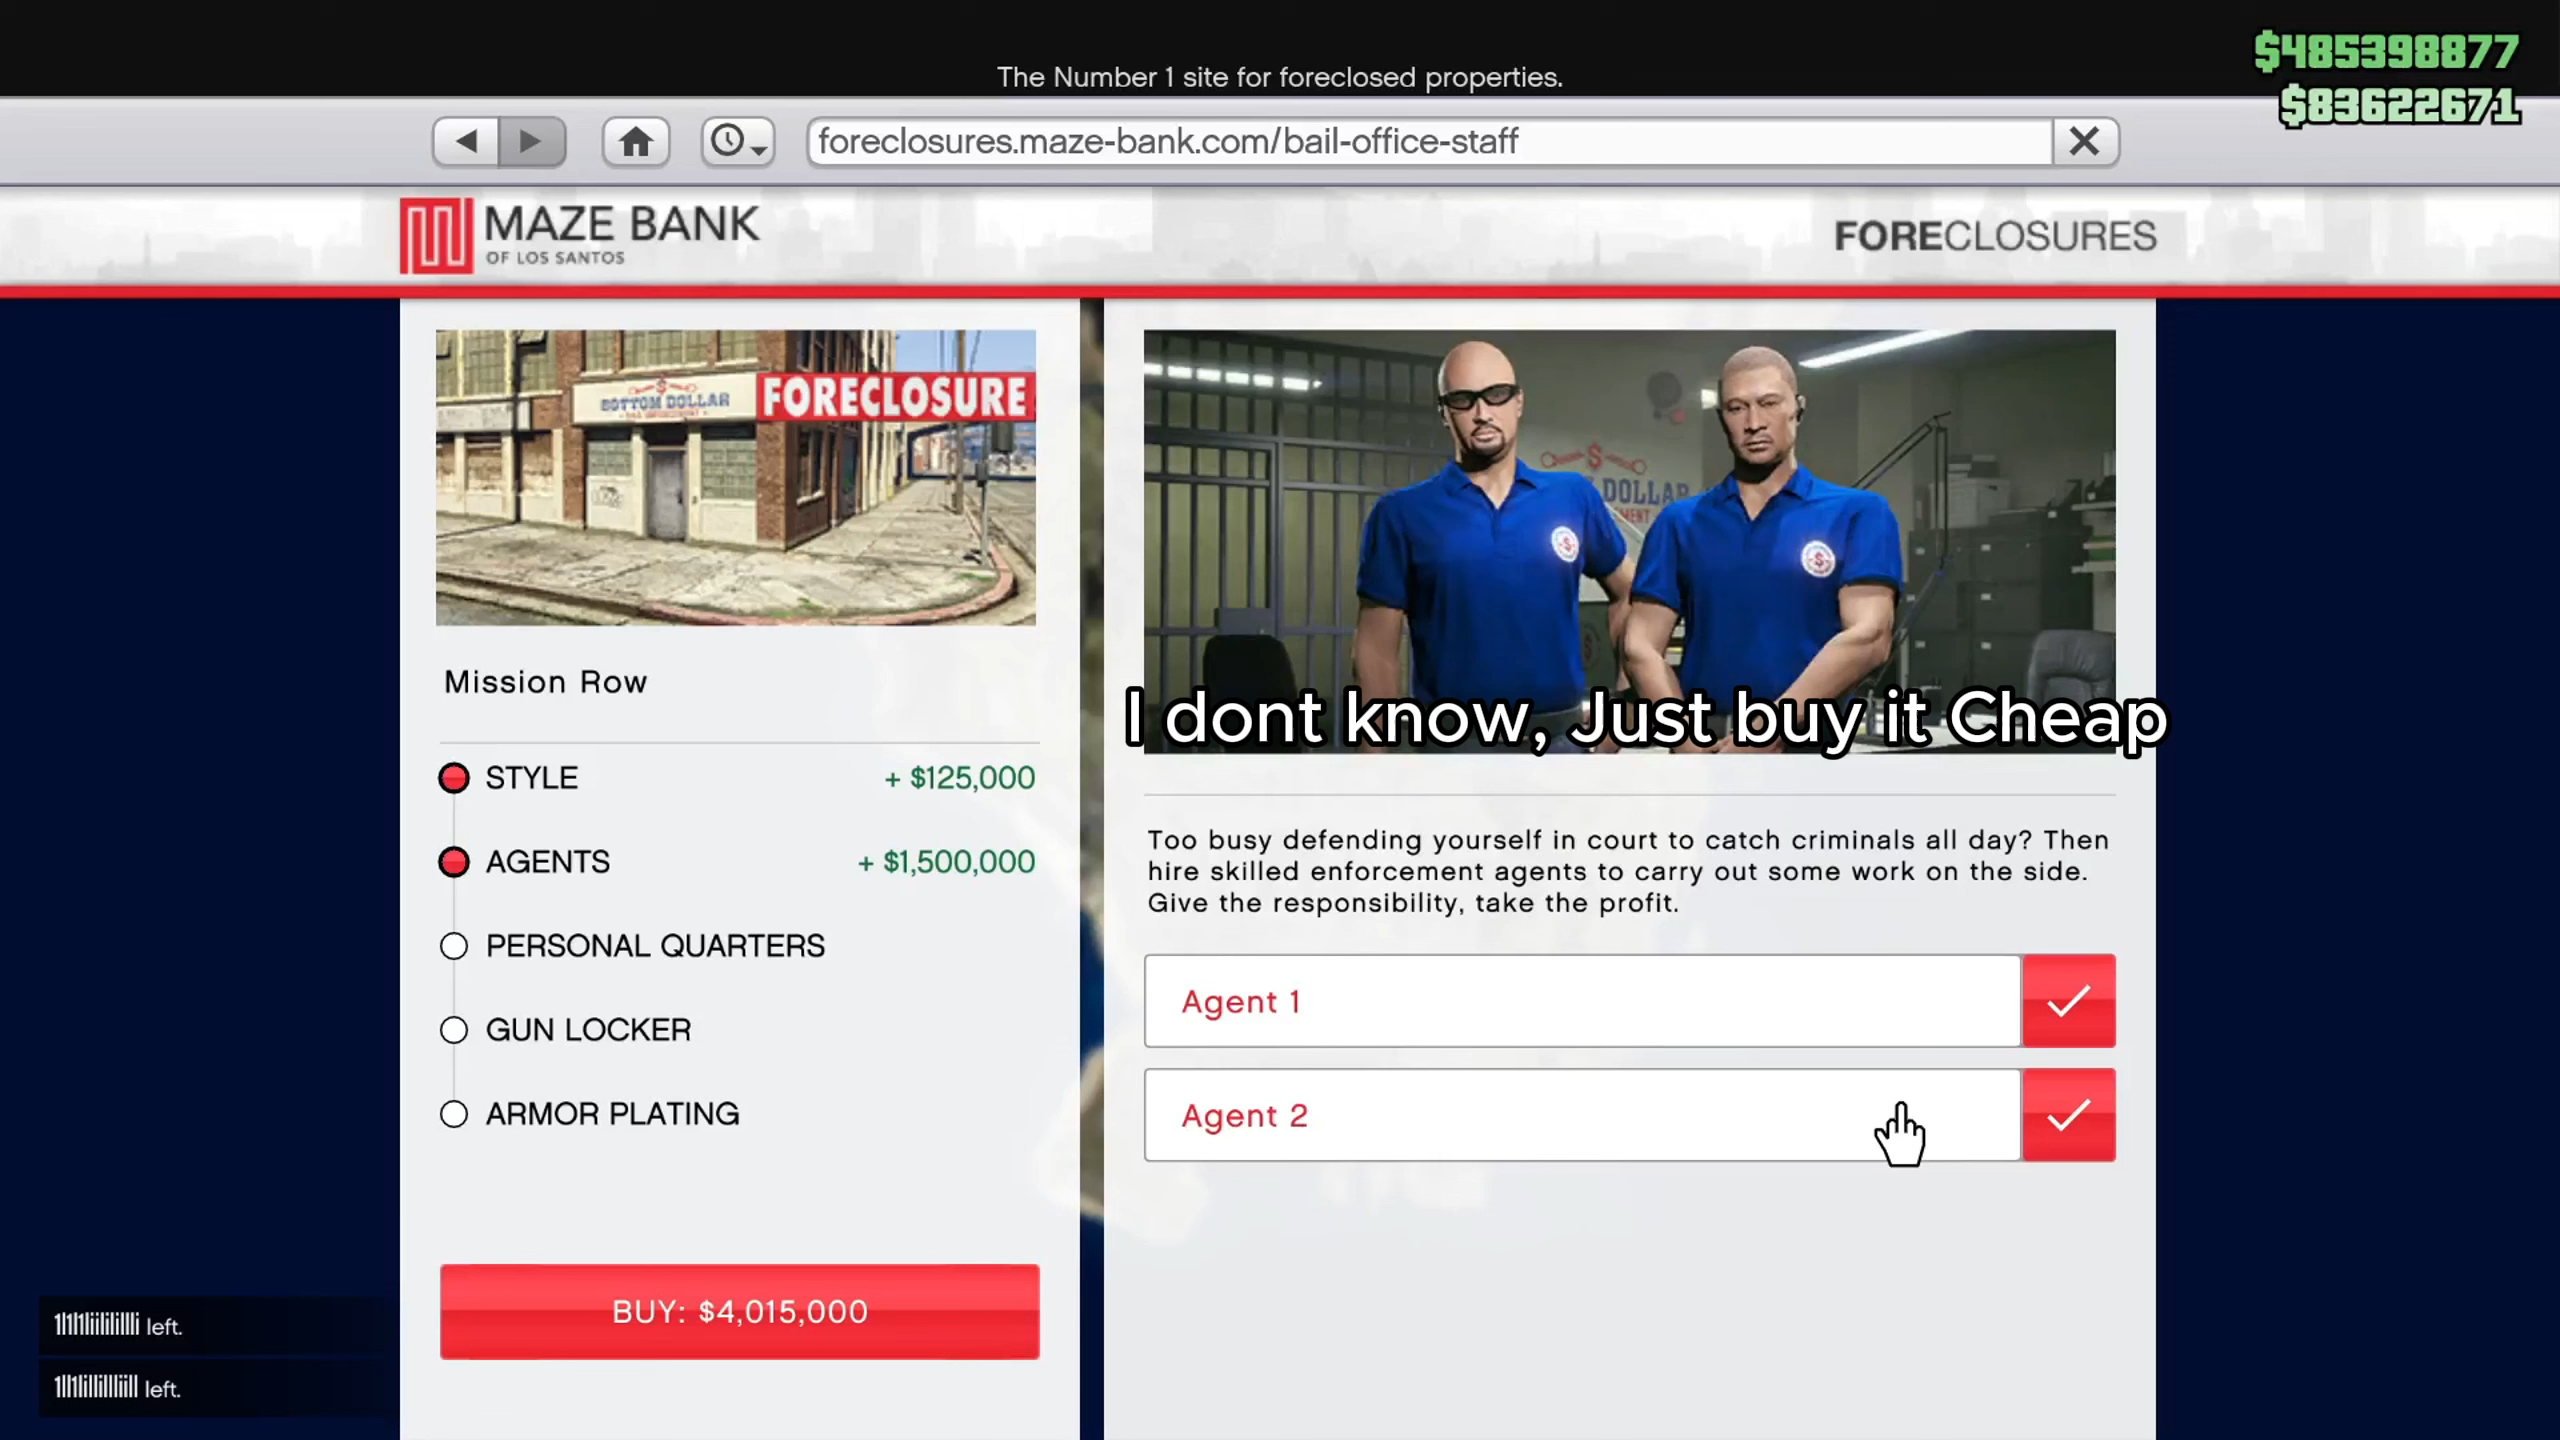 $485398877
The Number 1 site for foreclosed properties.
$83622671
foreclosures.maze-bank.com/bail-office-staff
MAZE BANK
OF LOS SANTOS
FORECLOSURES
BOTTOM DOLLAR
FORECLOSURE
DOLLAR
Mission Row
I dont know, Just buy it Cheap
STYLE + $125,000
AGENTS + $1,500,000
PERSONAL QUARTERS
GUN LOCKER
ARMOR PLATING
BUY: $4,015,000
Too busy defending yourself in court to catch criminals all day? Then
hire skilled enforcement agents to carry out some work on the side.
Give the responsibility, take the profit.
Agent 1
Agent 2
left.
left.